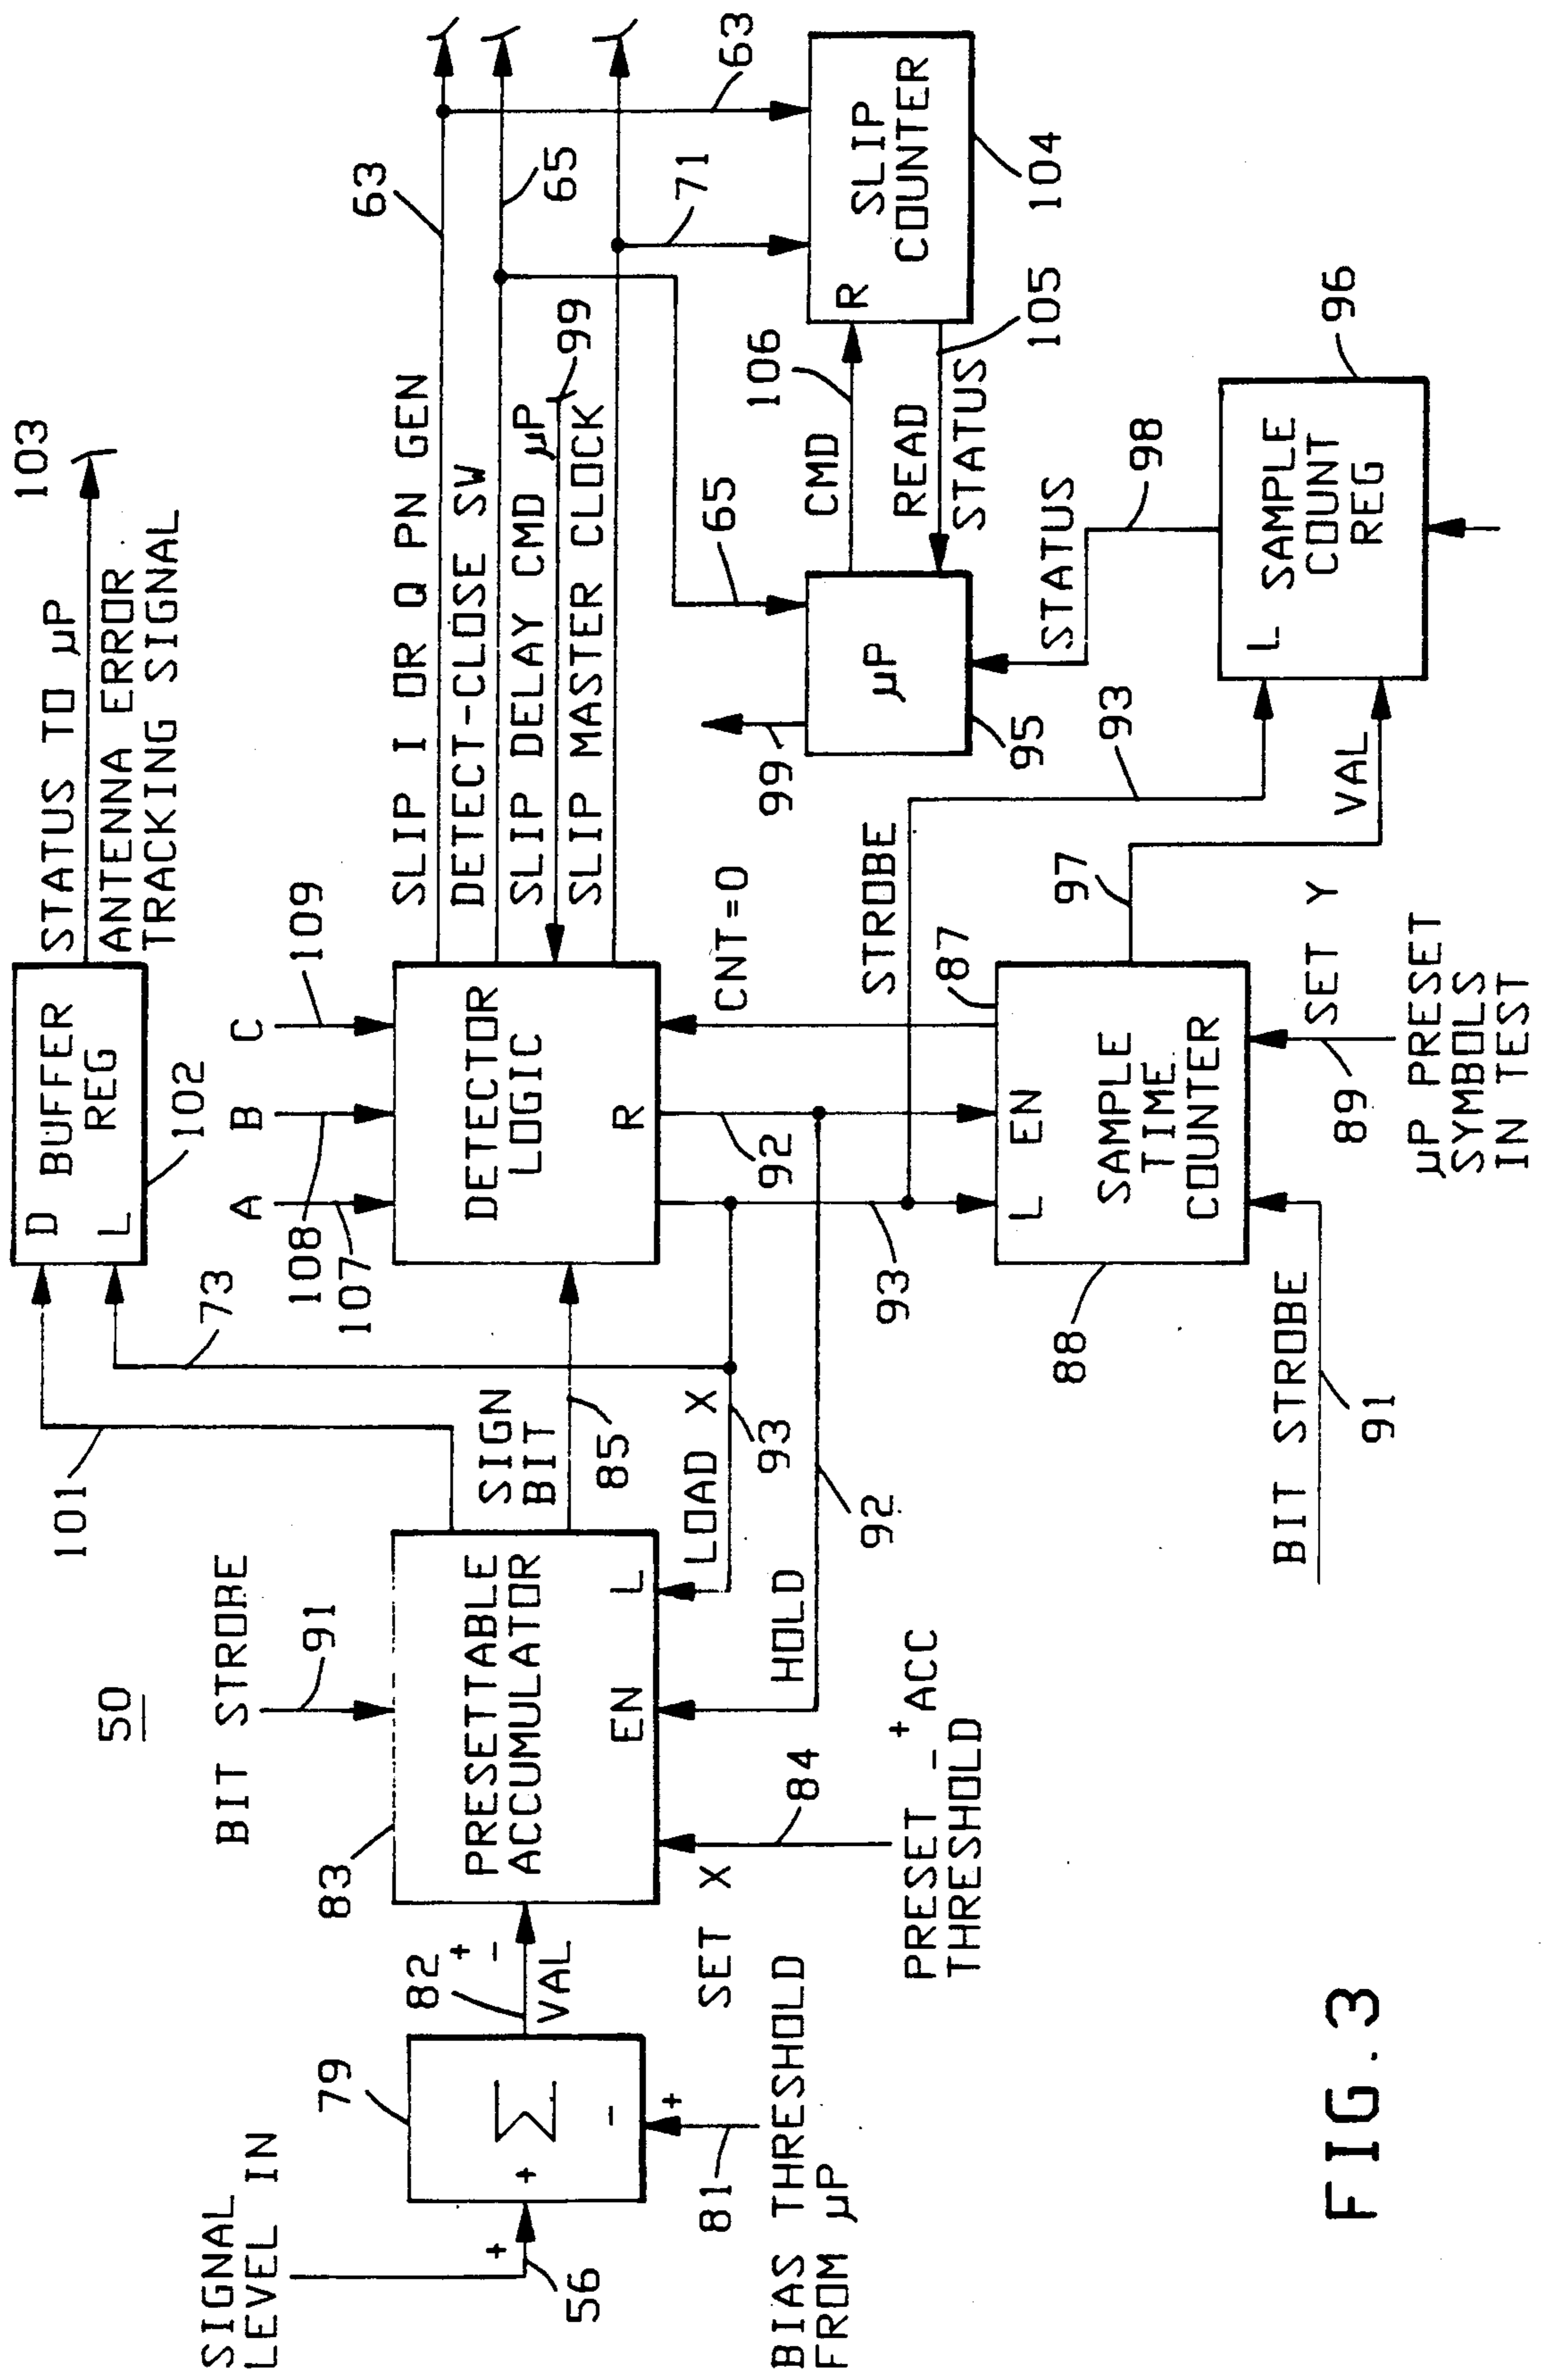 50
SIGNAL
LEVEL IN
56
+
+
-
Σ
79
81
+
BIAS THRESHOLD
FROM µP
82
+
-
VAL
BIT STROBE
91
83
PRESETTABLE
ACCUMULATOR
EN
L
SET X
84
PRESET -+ACC
THRESHOLD
HOLD
92
LOAD X
93
SIGN
BIT
85
101
73
D BUFFER
REG
L
102
STATUS TO µP
103
ANTENNA ERROR
TRACKING SIGNAL
A
B
C
107
108
109
DETECTOR
LOGIC
R
SLIP I OR Q PN GEN
63
DETECT-CLOSE SW
65
SLIP DELAY CMD µP
99
SLIP MASTER CLOCK
71
63
92
93
CNT=0
87
STROBE
93
L
EN
SAMPLE
TIME
COUNTER
88
BIT STROBE
91
89
SET Y
µP PRESET
SYMBOLS
IN TEST
97
VAL
99
µP
95
65
CMD
106
READ
STATUS
105
R
SLIP
COUNTER
104
STATUS
98
L
SAMPLE
COUNT
REG
96
FIG.3